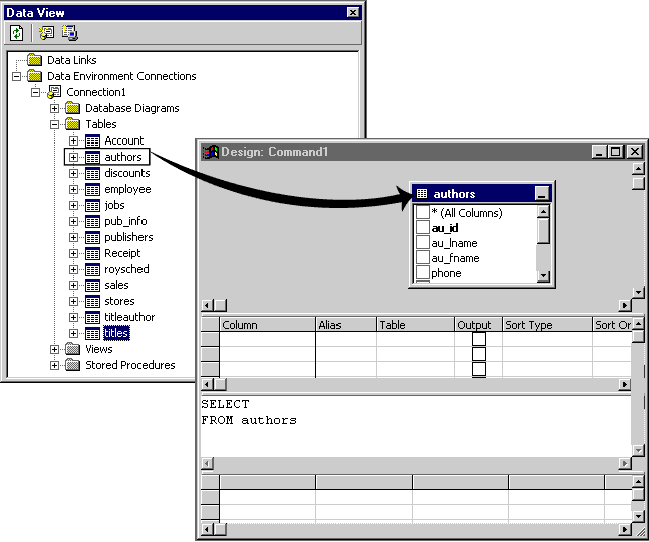 Data View
Data Links
Data Environment Connections
Connection1
Database Diagrams
Tables
Account
authors
discounts
employee
jobs
pub_info
publishers
Receipt
roysched
sales
stores
titleauthor
titles
Views
Stored Procedures
Design: Command1
authors
* (All Columns)
au_id
au_lname
au_fname
phone
Column Alias Table Output Sort Type Sort Or
SELECT
FROM authors